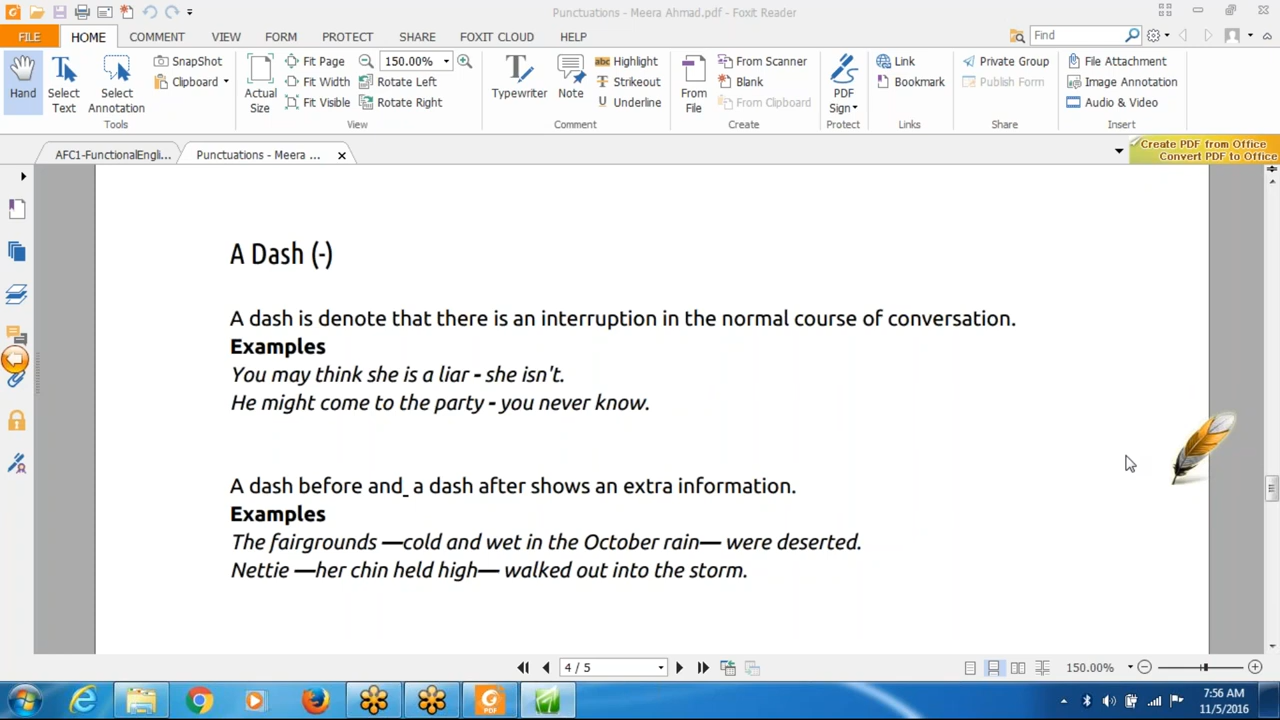 Punctuations - Meera Ahmad.pdf - Foxit Reader
FILE HOME COMMENT VIEW FORM PROTECT SHARE FOXIT CLOUD HELP Find
Hand
Select Text
Select Annotation
SnapShot
Clipboard
Tools
Actual Size
Fit Page
Fit Width
Fit Visible
150.00%
Rotate Left
Rotate Right
View
Typewriter
Note
Highlight
Strikeout
Underline
Comment
From File
From Scanner
Blank
From Clipboard
Create
PDF Sign
Protect
Link
Bookmark
Links
Private Group
Publish Form
Share
File Attachment
Image Annotation
Audio & Video
Insert
AFC1-FunctionalEngli... Punctuations - Meera ...
Create PDF from Office
Convert PDF to Office
A Dash (-)
A dash is denote that there is an interruption in the normal course of conversation.
Examples
You may think she is a liar - she isn't.
He might come to the party - you never know.
A dash before and_ a dash after shows an extra information.
Examples
The fairgrounds —cold and wet in the October rain— were deserted.
Nettie —her chin held high— walked out into the storm.
4 / 5 150.00%
PDF
7:56 AM
11/5/2016